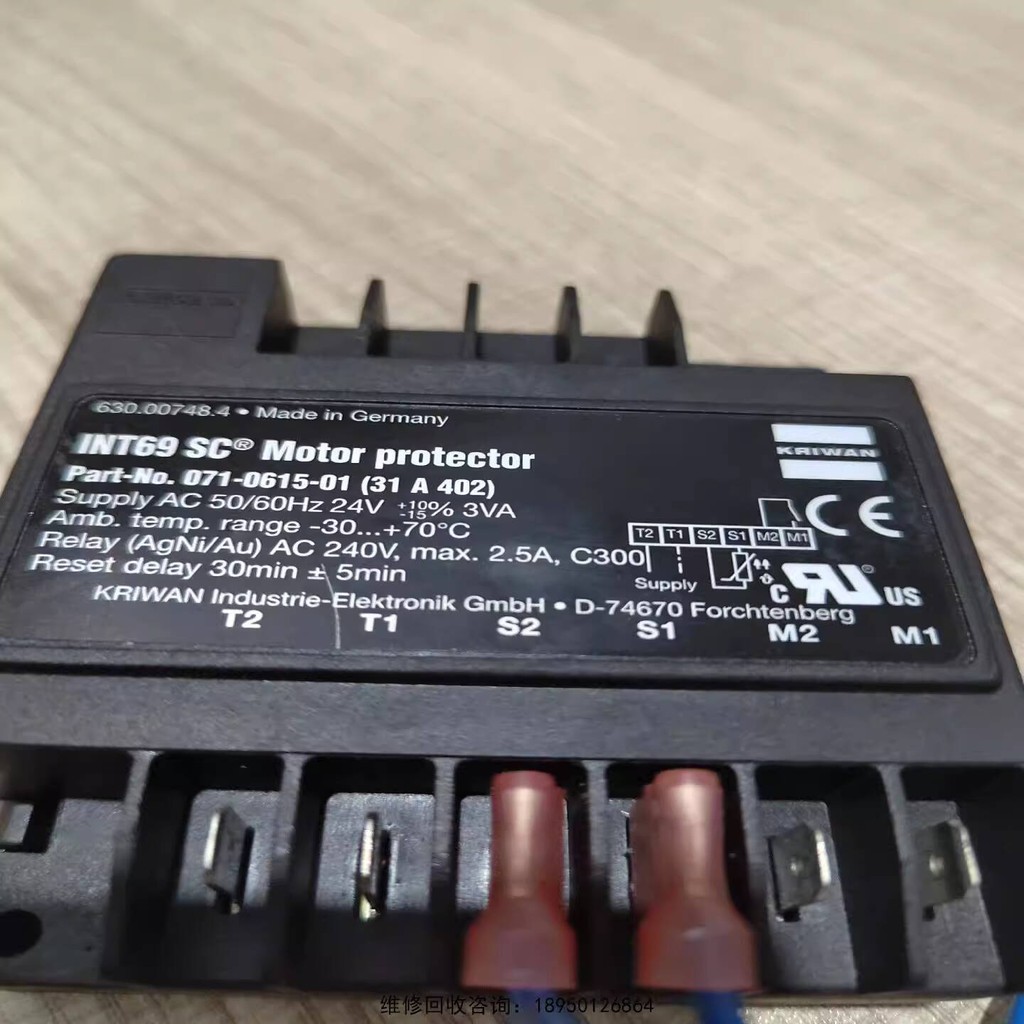 630.00748.4 • Made in Germany
INT69 SC® Motor protector
Part-No. 071-0615-01 (31 A 402)
Supply AC 50/60Hz 24V +10 -15 % 3VA
Amb. temp. range -30...+70°C
Relay (AgNi/Au) AC 240V, max. 2.5A, C300
Reset delay 30min ± 5min
KRIWAN Industrie-Elektronik GmbH • D-74670 Forchtenberg
KRIWAN
CE
T2 T1 S2 S1 M2 M1
Supply
ϑ
C RU® US
T2 T1 S2 S1 M2 M1
维修回收咨询：18950126864